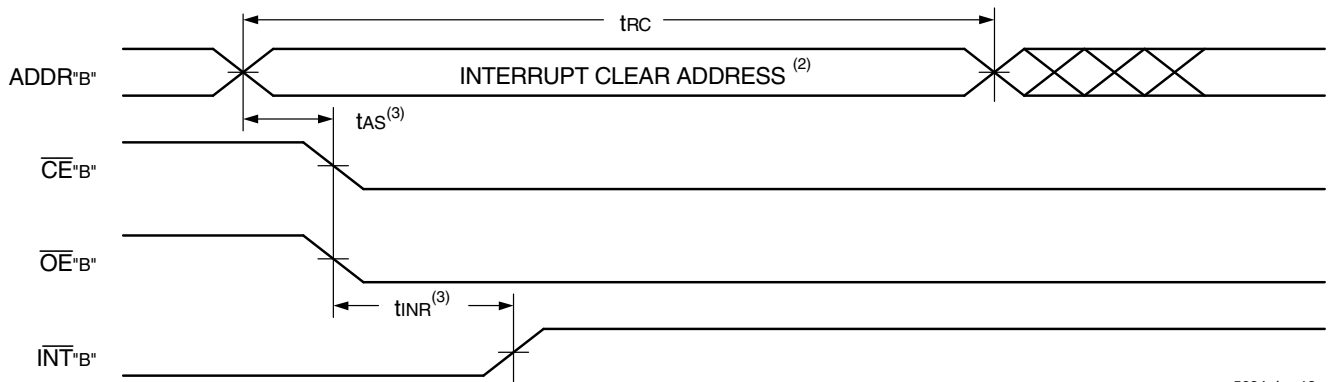 tRC
ADDR"B"
INTERRUPT CLEAR ADDRESS (2)
tAS(3)
CE"B"
OE"B"
tINR(3)
INT"B"